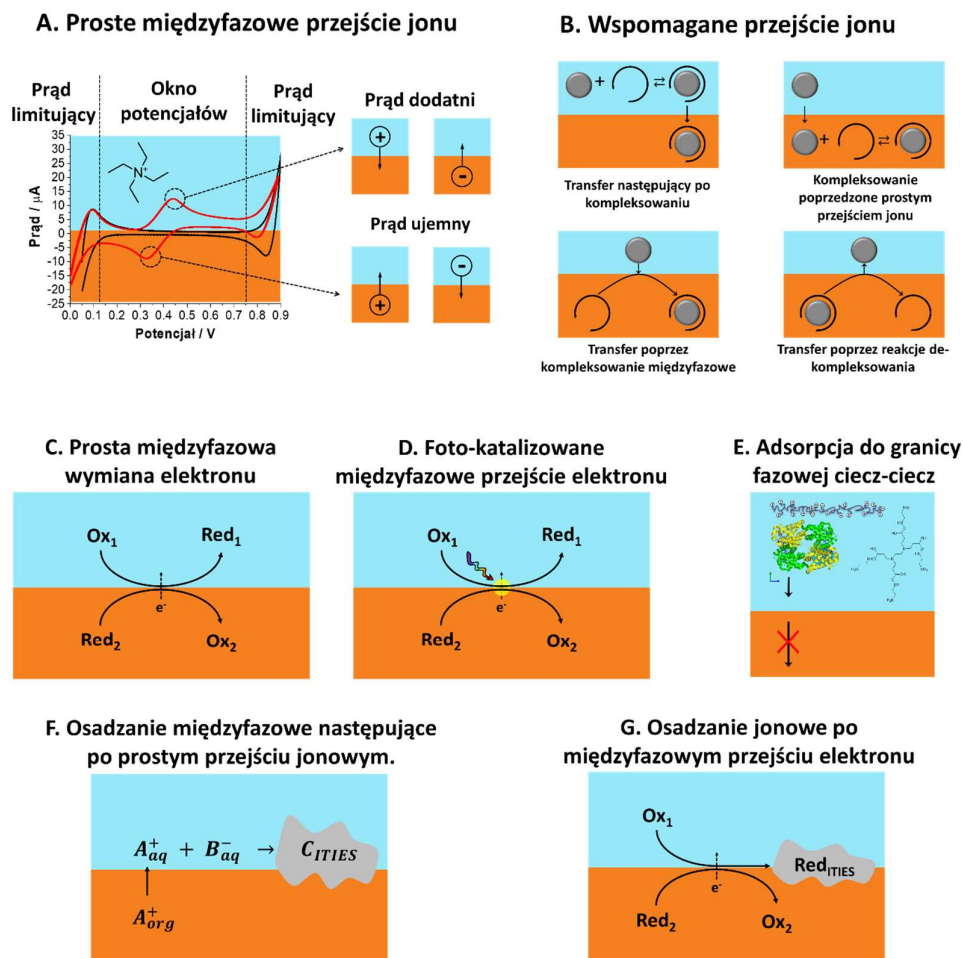 A. Proste międzyfazowe przejście jonu
Prąd
limitujący
Okno
potencjałów
Prąd
limitujący
35
30
25
20
15
10
5
0
-5
-10
-15
-20
-25
Prąd / µA
N+
0.0 0.1 0.2 0.3 0.4 0.5 0.6 0.7 0.8 0.9
Potencjał / V
Prąd dodatni
+
-
Prąd ujemny
+
-
B. Wspomagane przejście jonu
+ ⇄
Transfer następujący po
kompleksowaniu
+ ⇄
Kompleksowanie
poprzedzone prostym
przejściem jonu
Transfer poprzez
kompleksowanie międzyfazowe
Transfer poprzez reakcje de-
kompleksowania
C. Prosta międzyfazowa
wymiana elektronu
Ox₁ Red₁
e⁻
Red₂ Ox₂
D. Foto-katalizowane
międzyfazowe przejście elektronu
Ox₁ Red₁
e⁻
Red₂ Ox₂
E. Adsorpcja do granicy
fazowej ciecz-ciecz
F. Osadzanie międzyfazowe następujące
po prostym przejściu jonowym.
A⁺aq + B⁻aq → C ITIES
A⁺org
G. Osadzanie jonowe po
międzyfazowym przejściu elektronu
Ox₁
Red ITIES
e⁻
Red₂ Ox₂